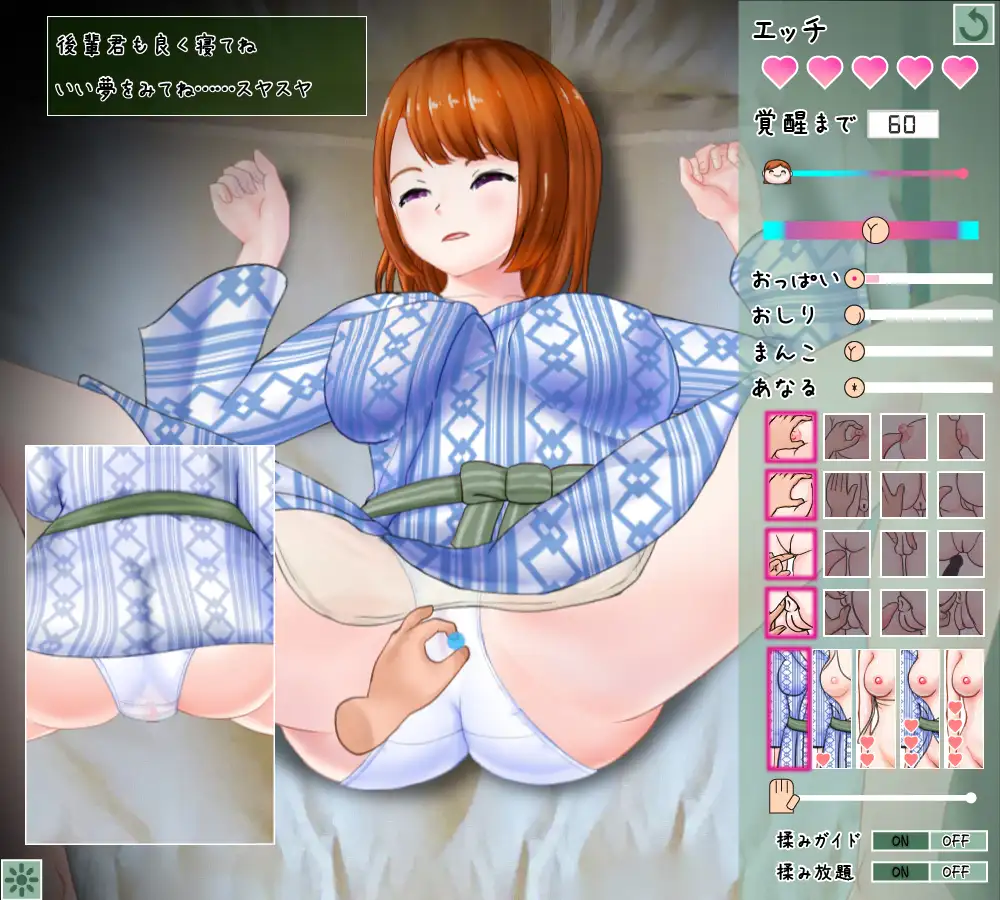 後輩君も良く寝てね
いい夢をみてね……スヤスヤ
エッチ
覚醒まで 60
おっぱい
おしり
まんこ
あなる
揉みガイド ON OFF
揉み放題 ON OFF